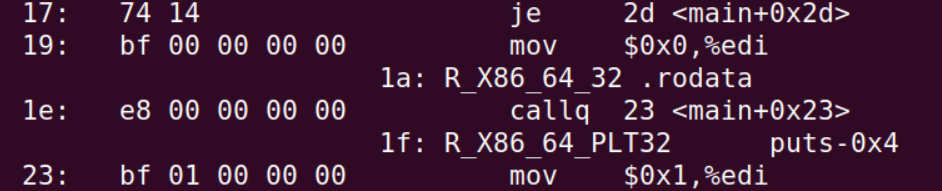 17: 74 14 je 2d <main+0x2d>
19: bf 00 00 00 00 mov $0x0,%edi
1a: R_X86_64_32 .rodata
1e: e8 00 00 00 00 callq 23 <main+0x23>
1f: R_X86_64_PLT32 puts-0x4
23: bf 01 00 00 00 mov $0x1,%edi